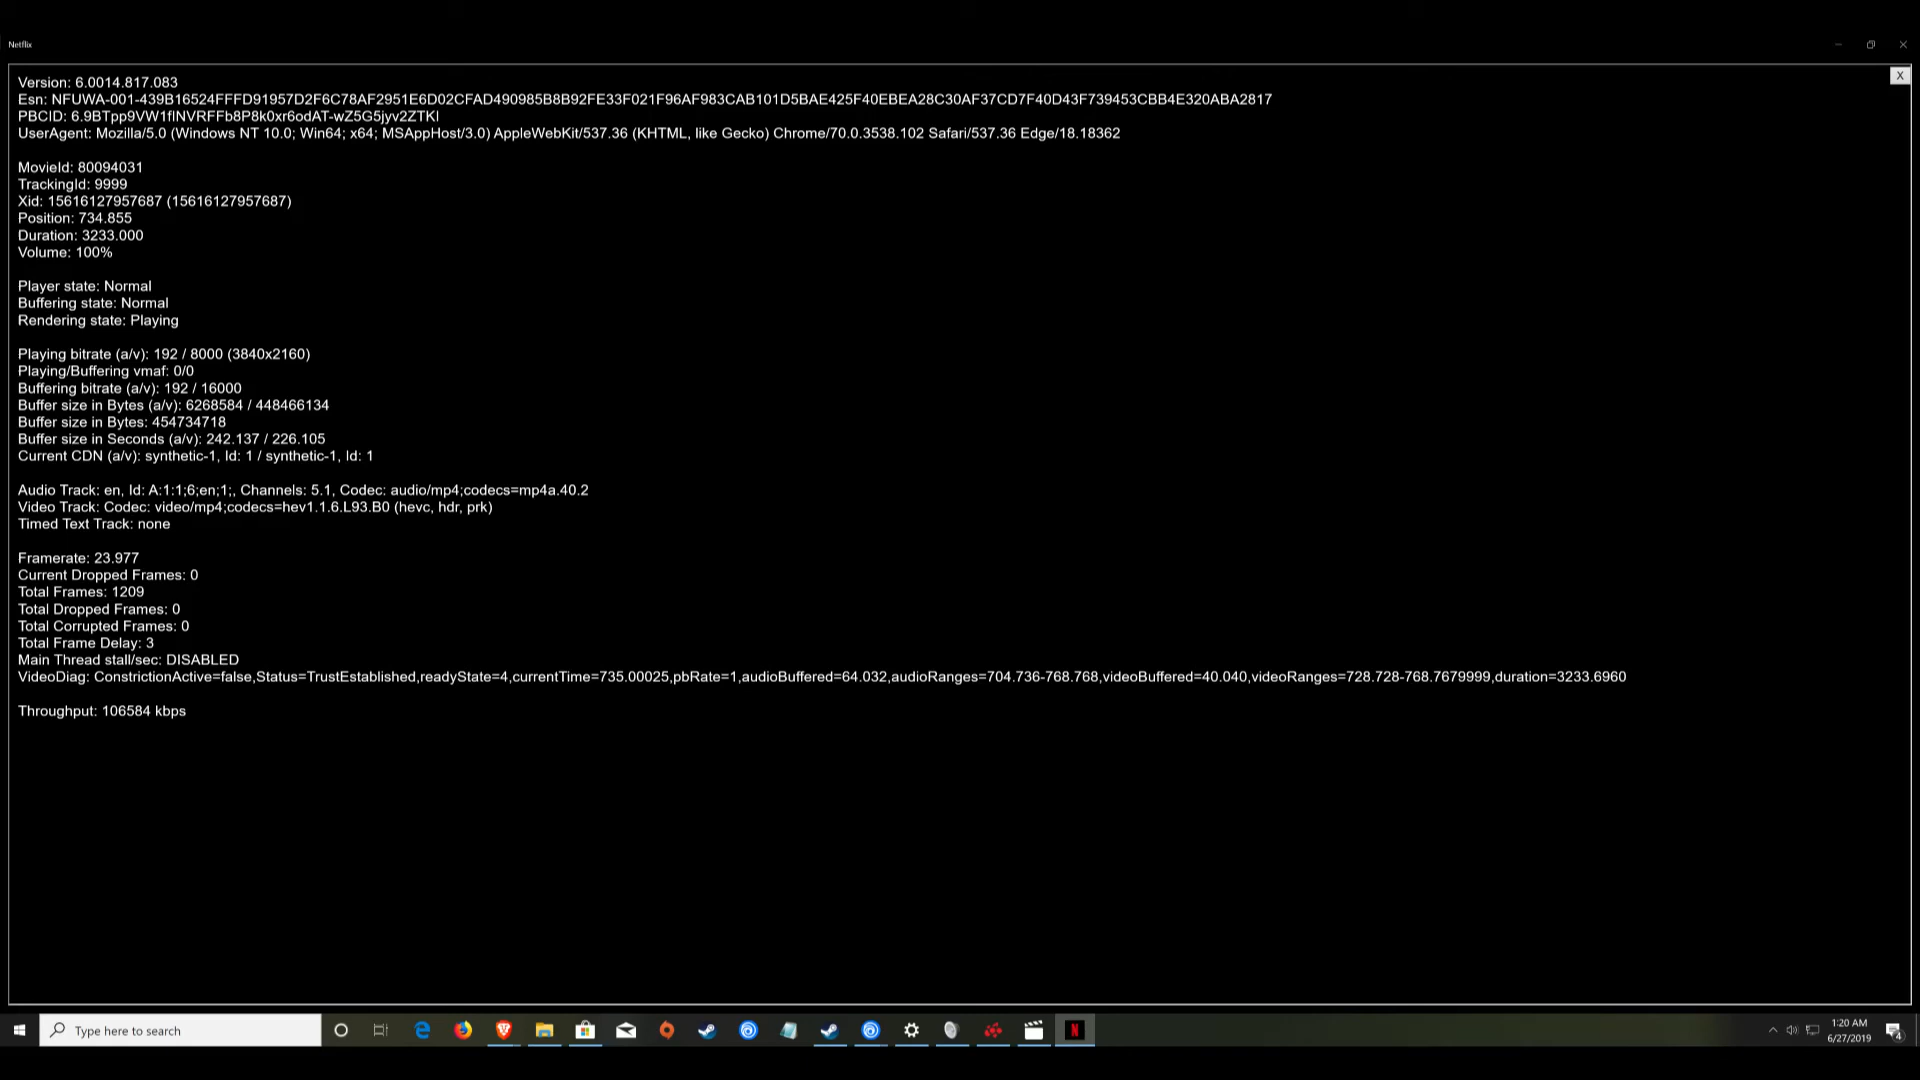 Netflix
X
Version: 6.0014.817.083
Esn: NFUWA-001-439B16524FFFD91957D2F6C78AF2951E6D02CFAD490985B8B92FE33F021F96AF983CAB101D5BAE425F40EBEA28C30AF37CD7F40D43F739453CBB4E320ABA2817
PBCID: 6.9BTpp9VW1flNVRFFb8P8k0xr6odAT-wZ5G5jyv2ZTKI
UserAgent: Mozilla/5.0 (Windows NT 10.0; Win64; x64; MSAppHost/3.0) AppleWebKit/537.36 (KHTML, like Gecko) Chrome/70.0.3538.102 Safari/537.36 Edge/18.18362
MovieId: 80094031
TrackingId: 9999
Xid: 15616127957687 (15616127957687)
Position: 734.855
Duration: 3233.000
Volume: 100%
Player state: Normal
Buffering state: Normal
Rendering state: Playing
Playing bitrate (a/v): 192 / 8000 (3840x2160)
Playing/Buffering vmaf: 0/0
Buffering bitrate (a/v): 192 / 16000
Buffer size in Bytes (a/v): 6268584 / 448466134
Buffer size in Bytes: 454734718
Buffer size in Seconds (a/v): 242.137 / 226.105
Current CDN (a/v): synthetic-1, Id: 1 / synthetic-1, Id: 1
Audio Track: en, Id: A:1:1;6;en;1;, Channels: 5.1, Codec: audio/mp4;codecs=mp4a.40.2
Video Track: Codec: video/mp4;codecs=hev1.1.6.L93.B0 (hevc, hdr, prk)
Timed Text Track: none
Framerate: 23.977
Current Dropped Frames: 0
Total Frames: 1209
Total Dropped Frames: 0
Total Corrupted Frames: 0
Total Frame Delay: 3
Main Thread stall/sec: DISABLED
VideoDiag: ConstrictionActive=false,Status=TrustEstablished,readyState=4,currentTime=735.00025,pbRate=1,audioBuffered=64.032,audioRanges=704.736-768.768,videoBuffered=40.040,videoRanges=728.728-768.7679999,duration=3233.6960
Throughput: 106584 kbps
Type here to search
N
1:20 AM
6/27/2019
4